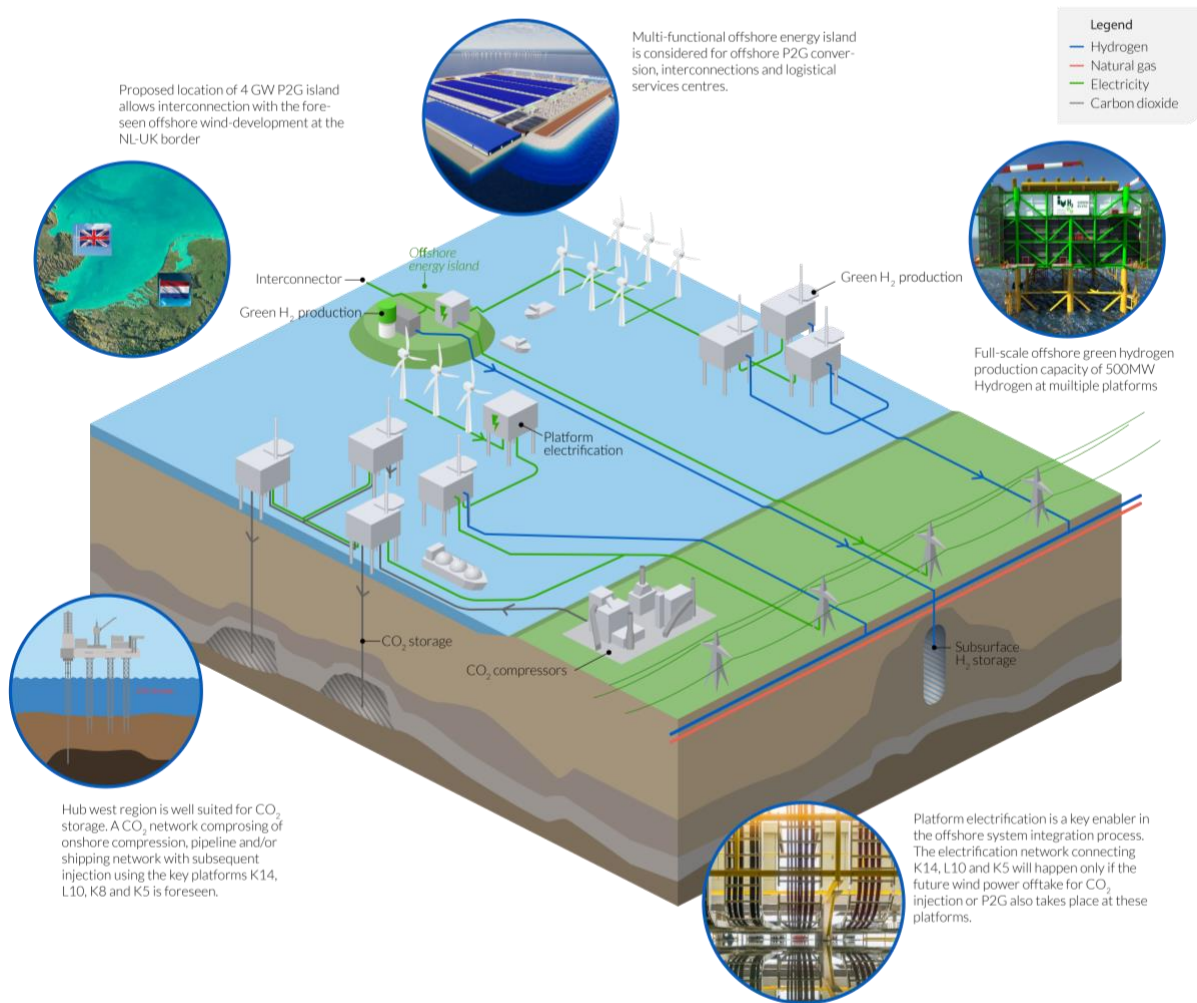 Legend
Hydrogen
Natural gas
Electricity
Carbon dioxide
Multi-functional offshore energy island
is considered for offshore P2G conver-
sion, interconnections and logistical
services centres.
Proposed location of 4 GW P2G island
allows interconnection with the fore-
seen offshore wind-development at the
NL-UK border
Offshore
energy island
Interconnector
Green H₂ production
Green H₂ production
Full-scale offshore green hydrogen
production capacity of 500MW
Hydrogen at muiltiple platforms
Platform
electrification
CO₂ storage
CO₂ compressors
Subsurface
H₂ storage
Hub west region is well suited for CO₂
storage. A CO₂ network comprosing of
onshore compression, pipeline and/or
shipping network with subsequent
injection using the key platforms K14,
L10, K8 and K5 is foreseen.
Platform electrification is a key enabler in
the offshore system integration process.
The electrification network connecting
K14, L10 and K5 will happen only if the
future wind power offtake for CO₂
injection or P2G also takes place at these
platforms.